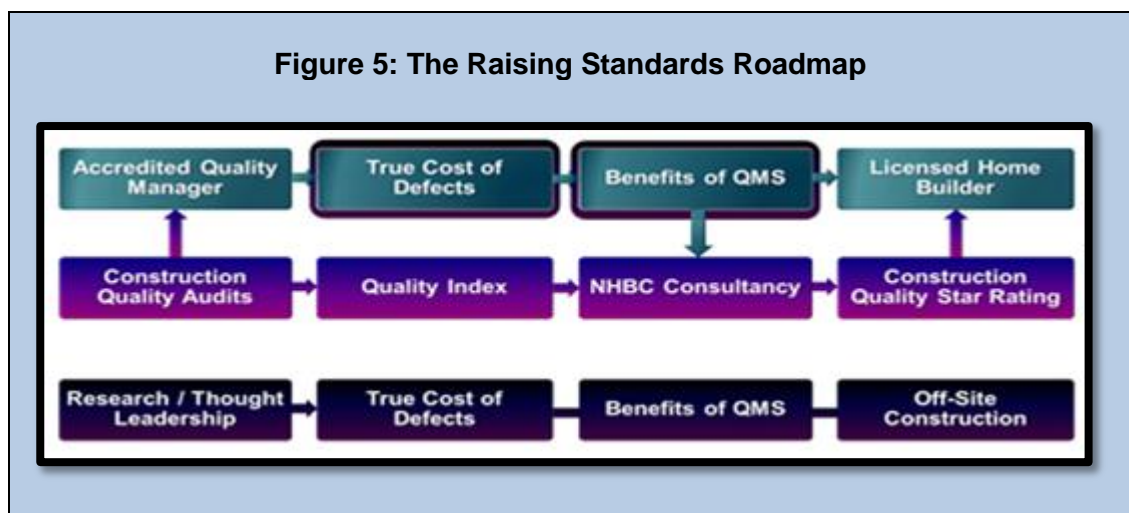 Figure 5: The Raising Standards Roadmap
Accredited Quality
Manager
True Cost of
Defects
Benefits of QMS
Licensed Home
Builder
Construction
Quality Audits
Quality Index
NHBC Consultancy
Construction
Quality Star Rating
Research / Thought
Leadership
True Cost of
Defects
Benefits of QMS
Off-Site
Construction